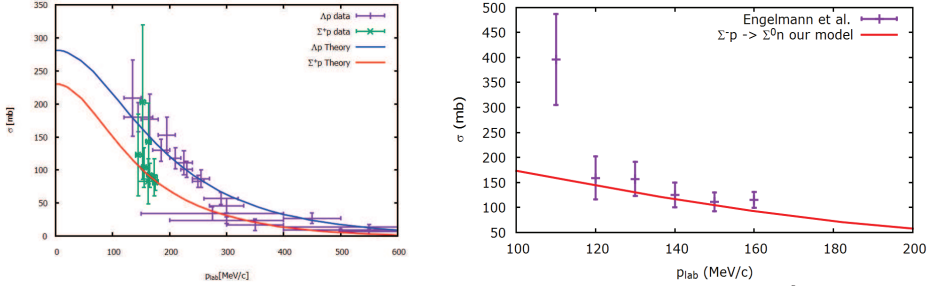 350
300
250
200
150
100
50
0
σ [mb]
0 100 200 300 400 500 600
plab[MeV/c]
Λp data
Σ⁺p data
Λp Theory
Σ⁺p Theory
500
450
400
350
300
250
200
150
100
50
σ (mb)
100 120 140 160 180 200
plab (MeV/c)
Engelmann et al.
Σ⁻p -> Σ⁰n our model